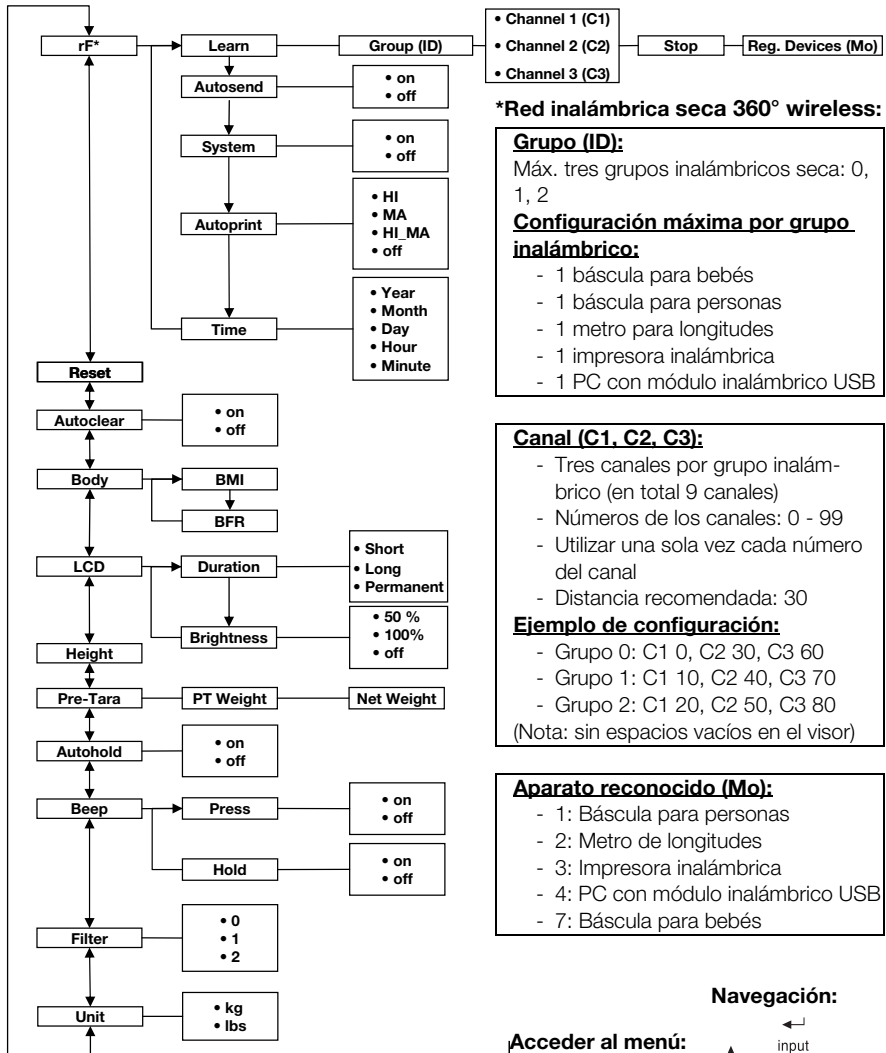 rF*
Learn
Group (ID)
• Channel 1 (C1)
• Channel 2 (C2)
• Channel 3 (C3)
Stop
Reg. Devices (Mo)
Autosend
• on
• off
System
• on
• off
Autoprint
• HI
• MA
• HI_MA
• off
Time
• Year
• Month
• Day
• Hour
• Minute
Reset
Autoclear
• on
• off
Body
BMI
BFR
LCD
Duration
• Short
• Long
• Permanent
Brightness
• 50 %
• 100%
• off
Height
Pre-Tara
PT Weight
Net Weight
Autohold
• on
• off
Beep
Press
• on
• off
Hold
• on
• off
Filter
• 0
• 1
• 2
Unit
• kg
• lbs
*Red inalámbrica seca 360° wireless:
Grupo (ID):
Máx. tres grupos inalámbricos seca: 0,
1, 2
Configuración máxima por grupo
inalámbrico:
- 1 báscula para bebés
- 1 báscula para personas
- 1 metro para longitudes
- 1 impresora inalámbrica
- 1 PC con módulo inalámbrico USB
Canal (C1, C2, C3):
- Tres canales por grupo inalám-
brico (en total 9 canales)
- Números de los canales: 0 - 99
- Utilizar una sola vez cada número
del canal
- Distancia recomendada: 30
Ejemplo de configuración:
- Grupo 0: C1 0, C2 30, C3 60
- Grupo 1: C1 10, C2 40, C3 70
- Grupo 2: C1 20, C2 50, C3 80
(Nota: sin espacios vacíos en el visor)
Aparato reconocido (Mo):
- 1: Báscula para personas
- 2: Metro de longitudes
- 3: Impresora inalámbrica
- 4: PC con módulo inalámbrico USB
- 7: Báscula para bebés
Navegación:
Acceder al menú:
input